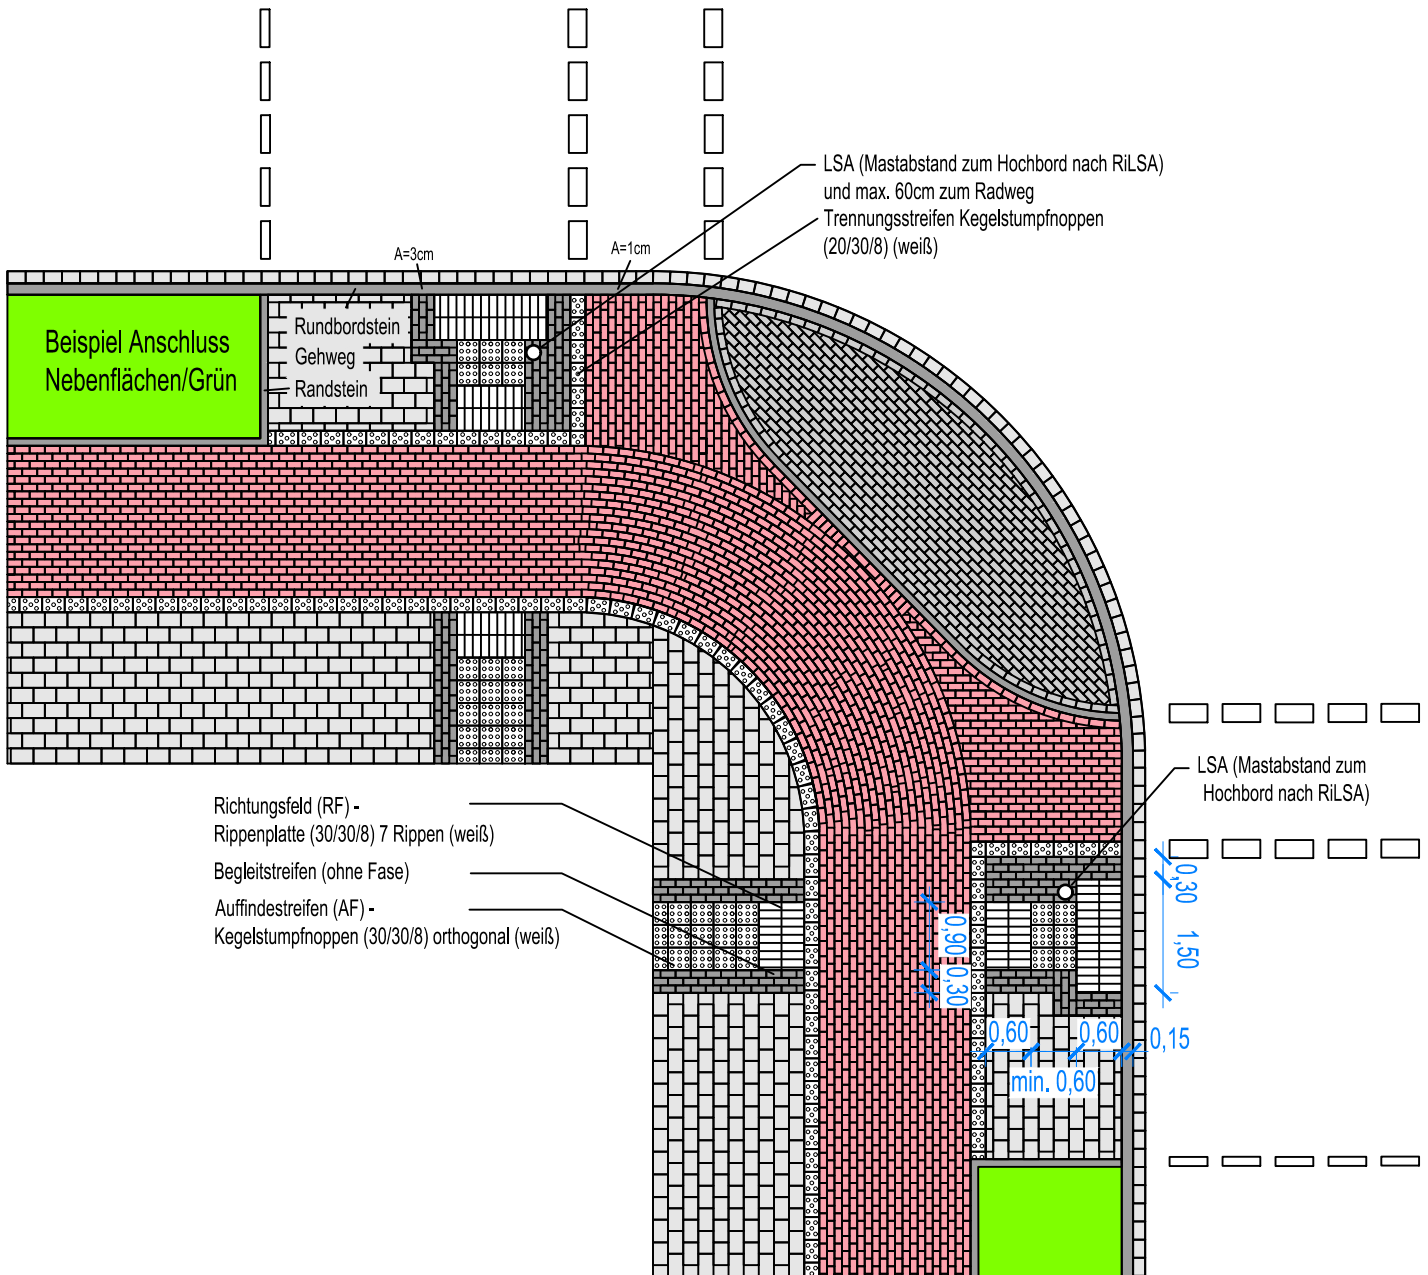 LSA (Mastabstand zum Hochbord nach RiLSA)
und max. 60cm zum Radweg
Trennungsstreifen Kegelstumpfnoppen
(20/30/8) (weiß)
A=3cm
A=1cm
Beispiel Anschluss
Nebenflächen/Grün
Rundbordstein
Gehweg
Randstein
LSA (Mastabstand zum
Hochbord nach RiLSA)
Richtungsfeld (RF) -
Rippenplatte (30/30/8) 7 Rippen (weiß)
Begleitstreifen (ohne Fase)
Auffindestreifen (AF) -
Kegelstumpfnoppen (30/30/8) orthogonal (weiß)
0,30
1,50
0,90
0,30
0,60
0,60
0,15
min. 0,60